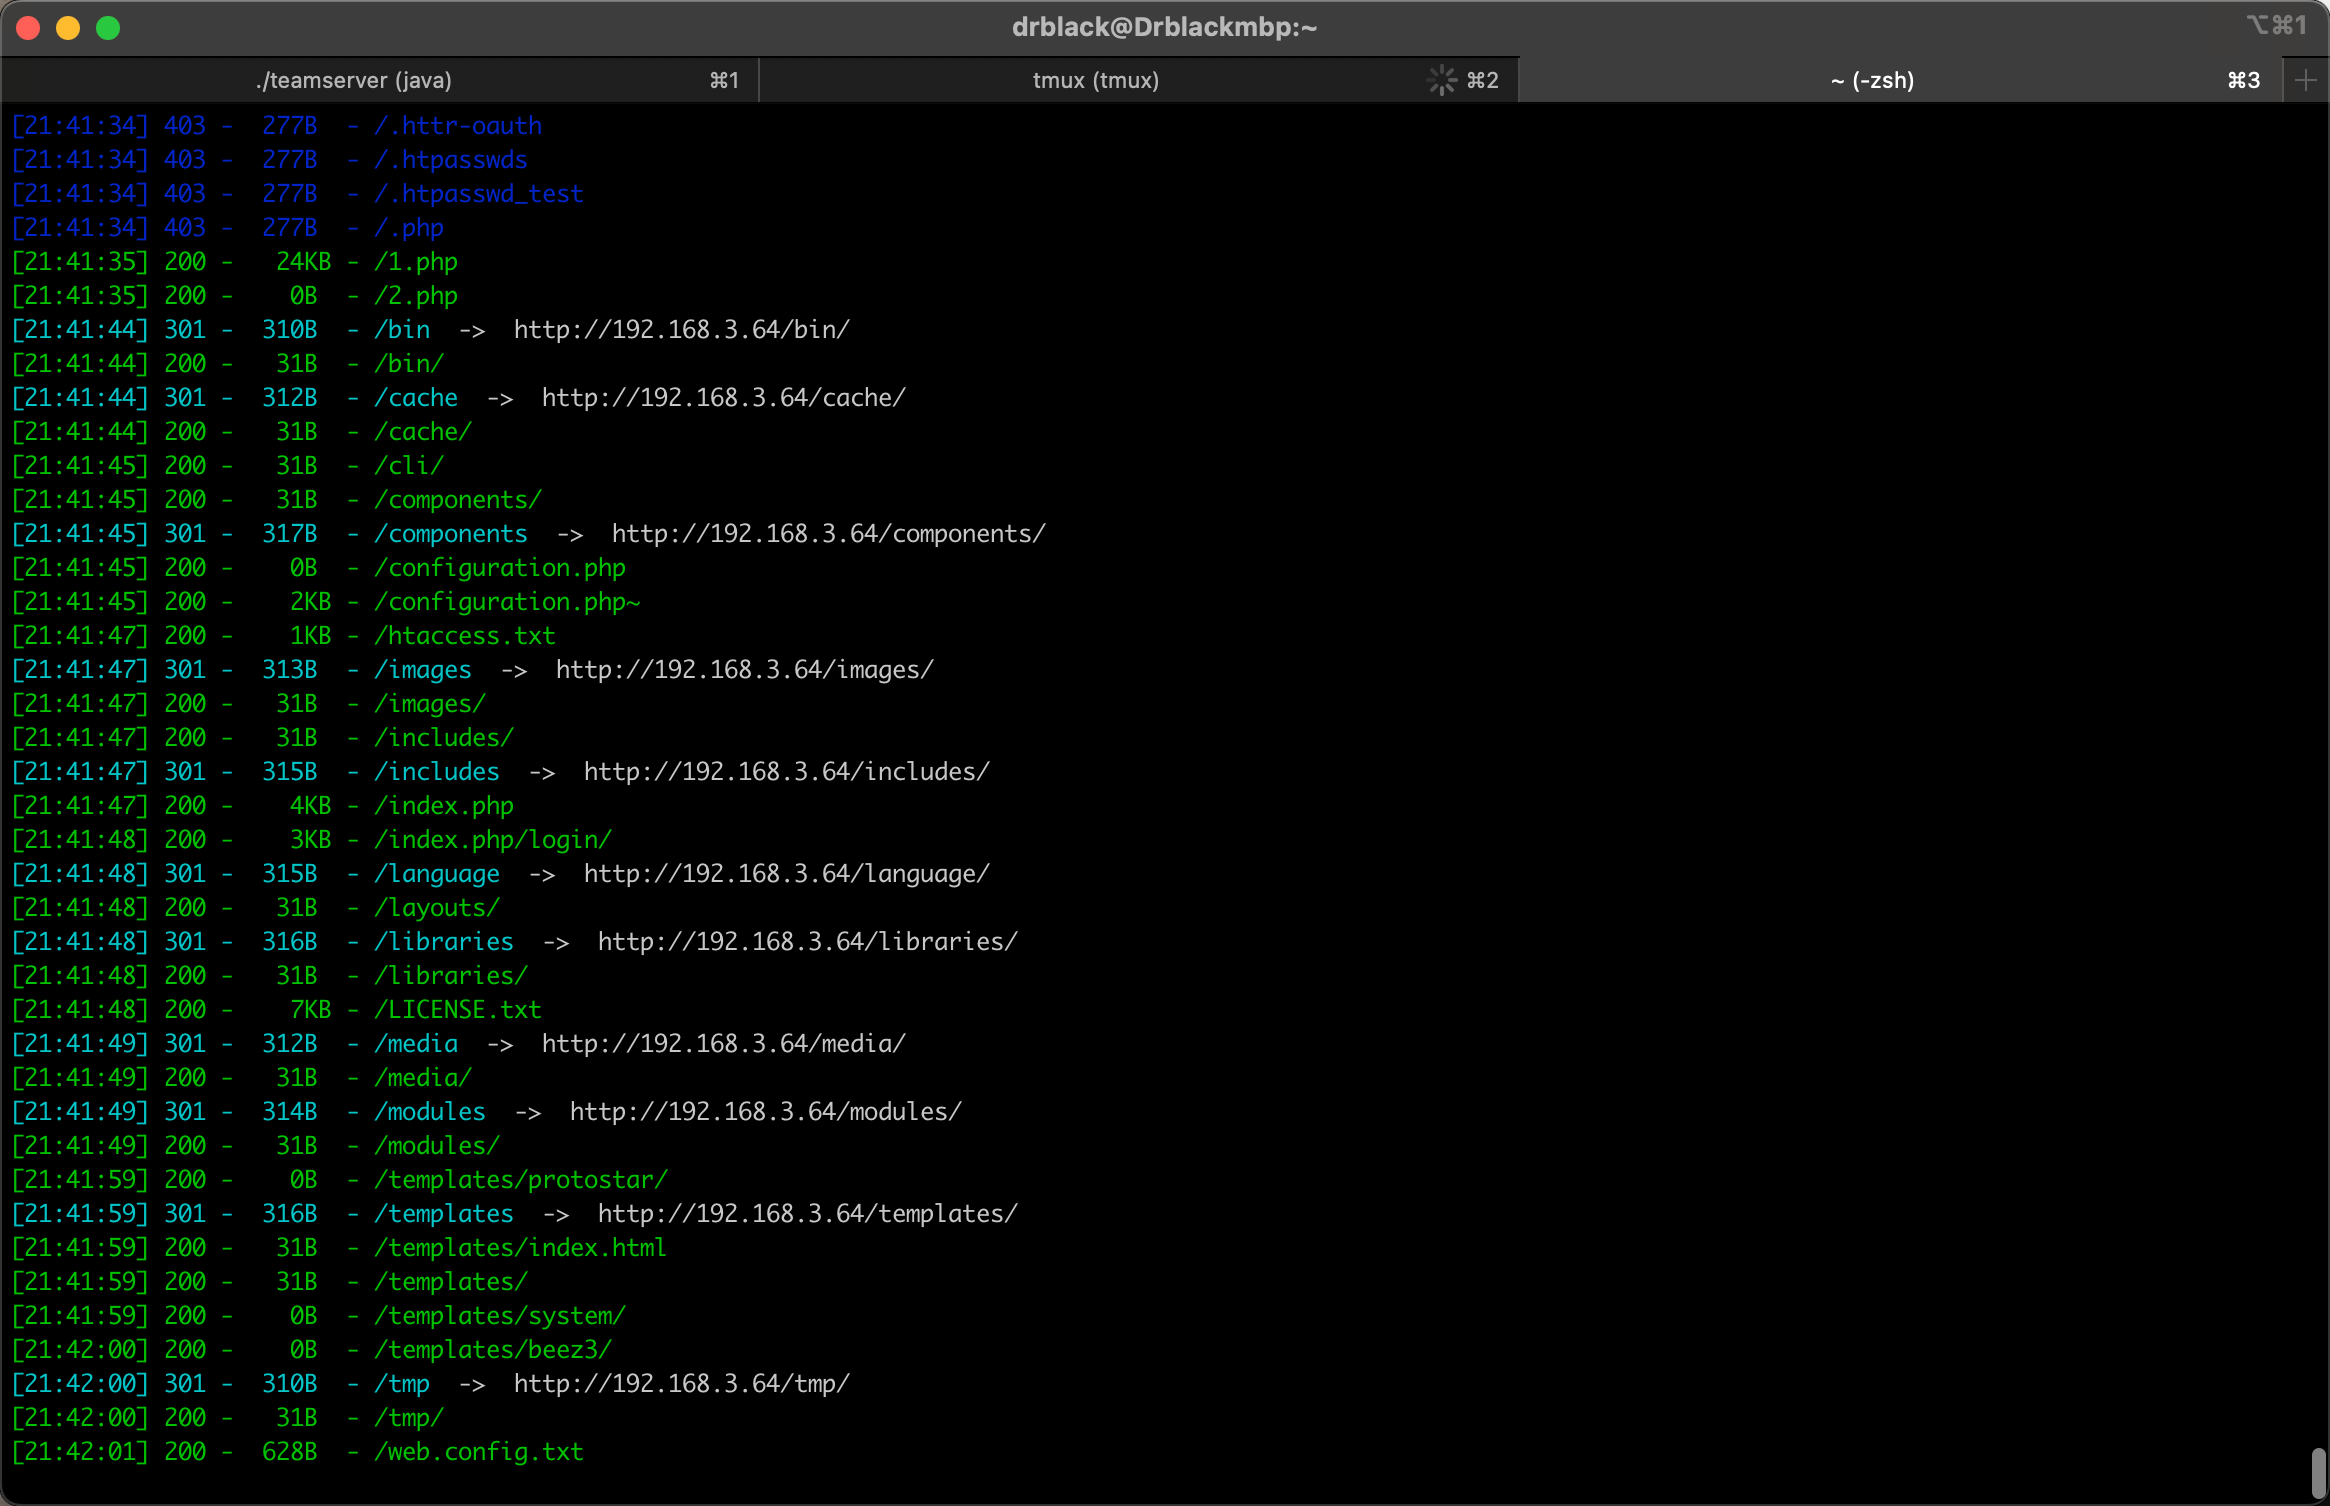 drblack@Drblackmbp:~ ⌥⌘1
./teamserver (java) ⌘1 tmux (tmux) ⌘2 ~ (-zsh) ⌘3 +
[21:41:34] 403 -  277B  - /.httr-oauth
[21:41:34] 403 -  277B  - /.htpasswds
[21:41:34] 403 -  277B  - /.htpasswd_test
[21:41:34] 403 -  277B  - /.php
[21:41:35] 200 -   24KB - /1.php
[21:41:35] 200 -    0B  - /2.php
[21:41:44] 301 -  310B  - /bin  ->  http://192.168.3.64/bin/
[21:41:44] 200 -   31B  - /bin/
[21:41:44] 301 -  312B  - /cache  ->  http://192.168.3.64/cache/
[21:41:44] 200 -   31B  - /cache/
[21:41:45] 200 -   31B  - /cli/
[21:41:45] 200 -   31B  - /components/
[21:41:45] 301 -  317B  - /components  ->  http://192.168.3.64/components/
[21:41:45] 200 -    0B  - /configuration.php
[21:41:45] 200 -    2KB - /configuration.php~
[21:41:47] 200 -    1KB - /htaccess.txt
[21:41:47] 301 -  313B  - /images  ->  http://192.168.3.64/images/
[21:41:47] 200 -   31B  - /images/
[21:41:47] 200 -   31B  - /includes/
[21:41:47] 301 -  315B  - /includes  ->  http://192.168.3.64/includes/
[21:41:47] 200 -    4KB - /index.php
[21:41:48] 200 -    3KB - /index.php/login/
[21:41:48] 301 -  315B  - /language  ->  http://192.168.3.64/language/
[21:41:48] 200 -   31B  - /layouts/
[21:41:48] 301 -  316B  - /libraries  ->  http://192.168.3.64/libraries/
[21:41:48] 200 -   31B  - /libraries/
[21:41:48] 200 -    7KB - /LICENSE.txt
[21:41:49] 301 -  312B  - /media  ->  http://192.168.3.64/media/
[21:41:49] 200 -   31B  - /media/
[21:41:49] 301 -  314B  - /modules  ->  http://192.168.3.64/modules/
[21:41:49] 200 -   31B  - /modules/
[21:41:59] 200 -    0B  - /templates/protostar/
[21:41:59] 301 -  316B  - /templates  ->  http://192.168.3.64/templates/
[21:41:59] 200 -   31B  - /templates/index.html
[21:41:59] 200 -   31B  - /templates/
[21:41:59] 200 -    0B  - /templates/system/
[21:42:00] 200 -    0B  - /templates/beez3/
[21:42:00] 301 -  310B  - /tmp  ->  http://192.168.3.64/tmp/
[21:42:00] 200 -   31B  - /tmp/
[21:42:01] 200 -  628B  - /web.config.txt